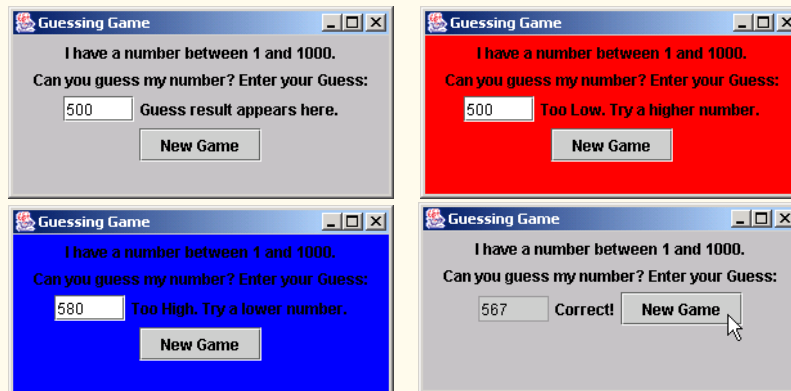 Guessing Game
I have a number between 1 and 1000.
Can you guess my number? Enter your Guess:
500 Guess result appears here.
New Game
Guessing Game
I have a number between 1 and 1000.
Can you guess my number? Enter your Guess:
500 Too Low. Try a higher number.
New Game
Guessing Game
I have a number between 1 and 1000.
Can you guess my number? Enter your Guess:
580 Too High. Try a lower number.
New Game
Guessing Game
I have a number between 1 and 1000.
Can you guess my number? Enter your Guess:
567 Correct! New Game